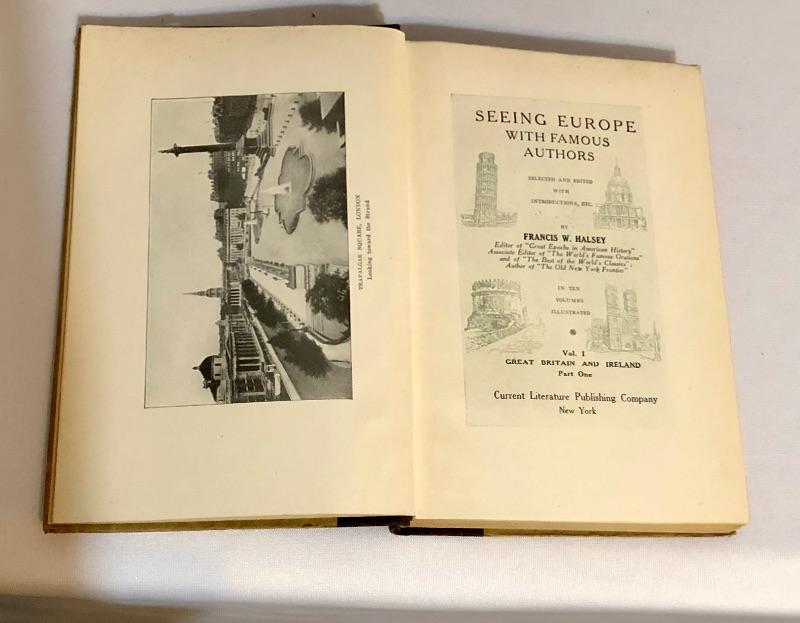 TRAFALGAR SQUARE, LONDON
Looking toward the Strand
SEEING EUROPE
WITH FAMOUS
AUTHORS
SELECTED AND EDITED
WITH
INTRODUCTIONS, ETC.
BY
FRANCIS W. HALSEY
Editor of "Great Epochs in American History"
Associate Editor of "The World's Famous Orations"
and of "The Best of the World's Classics";
Author of "The Old New York Frontier"
IN TEN
VOLUMES
ILLUSTRATED
Vol. I
GREAT BRITAIN AND IRELAND
Part One
Current Literature Publishing Company
New York